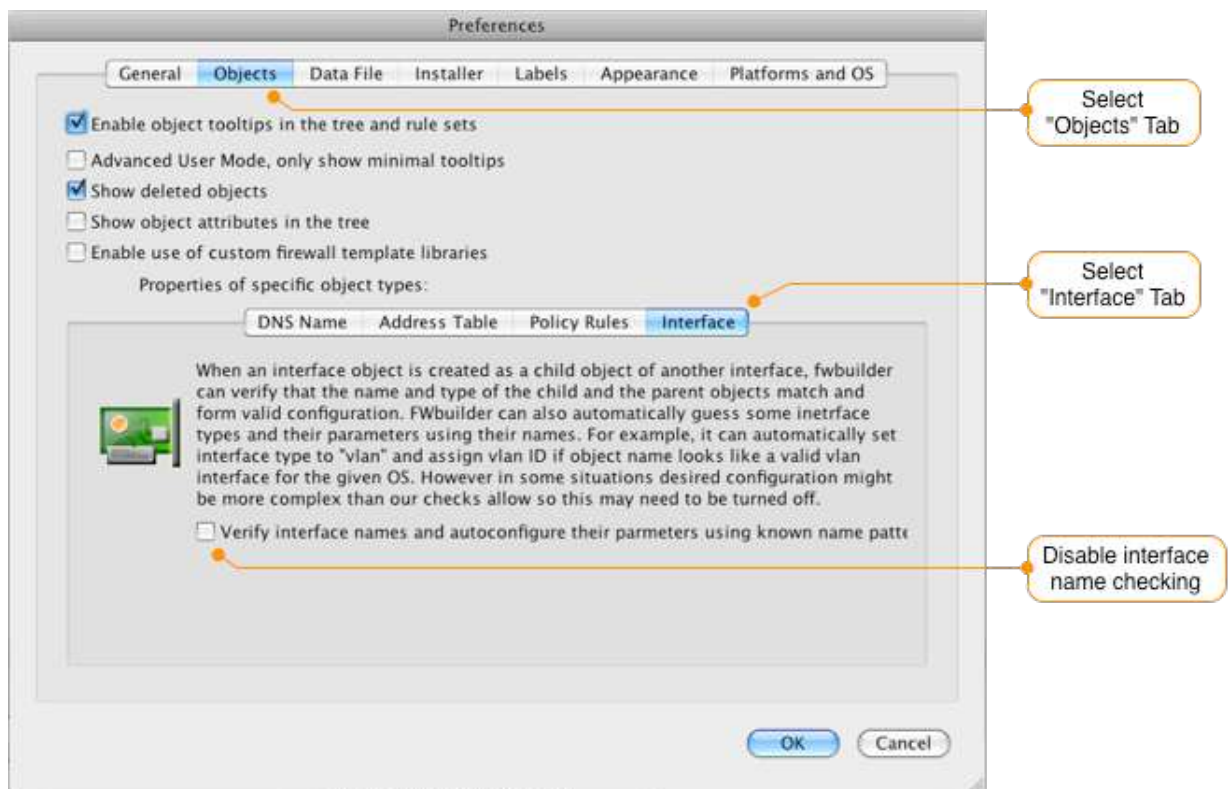 Preferences
General Objects Data File Installer Labels Appearance Platforms and OS
Select
"Objects" Tab
Enable object tooltips in the tree and rule sets
Advanced User Mode, only show minimal tooltips
Show deleted objects
Show object attributes in the tree
Enable use of custom firewall template libraries
Properties of specific object types:
Select
"Interface" Tab
DNS Name Address Table Policy Rules Interface
When an interface object is created as a child object of another interface, fwbuilder
can verify that the name and type of the child and the parent objects match and
form valid configuration. FWbuilder can also automatically guess some inetrface
types and their parameters using their names. For example, it can automatically set
interface type to "vlan" and assign vlan ID if object name looks like a valid vlan
interface for the given OS. However in some situations desired configuration might
be more complex than our checks allow so this may need to be turned off.
Verify interface names and autoconfigure their parmeters using known name patte
Disable interface
name checking
OK Cancel